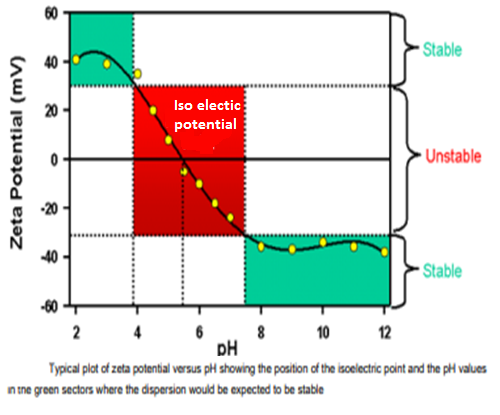 60
40
20
0
-20
-40
-60
Zeta Potential (mV)
Iso electic
potential
Stable
Unstable
Stable
2 4 6 8 10 12
pH
Typical plot of zeta potential versus pH showing the position of the isoelectric point and the pH values
in the green sectors where the dispersion would be expected to be stable